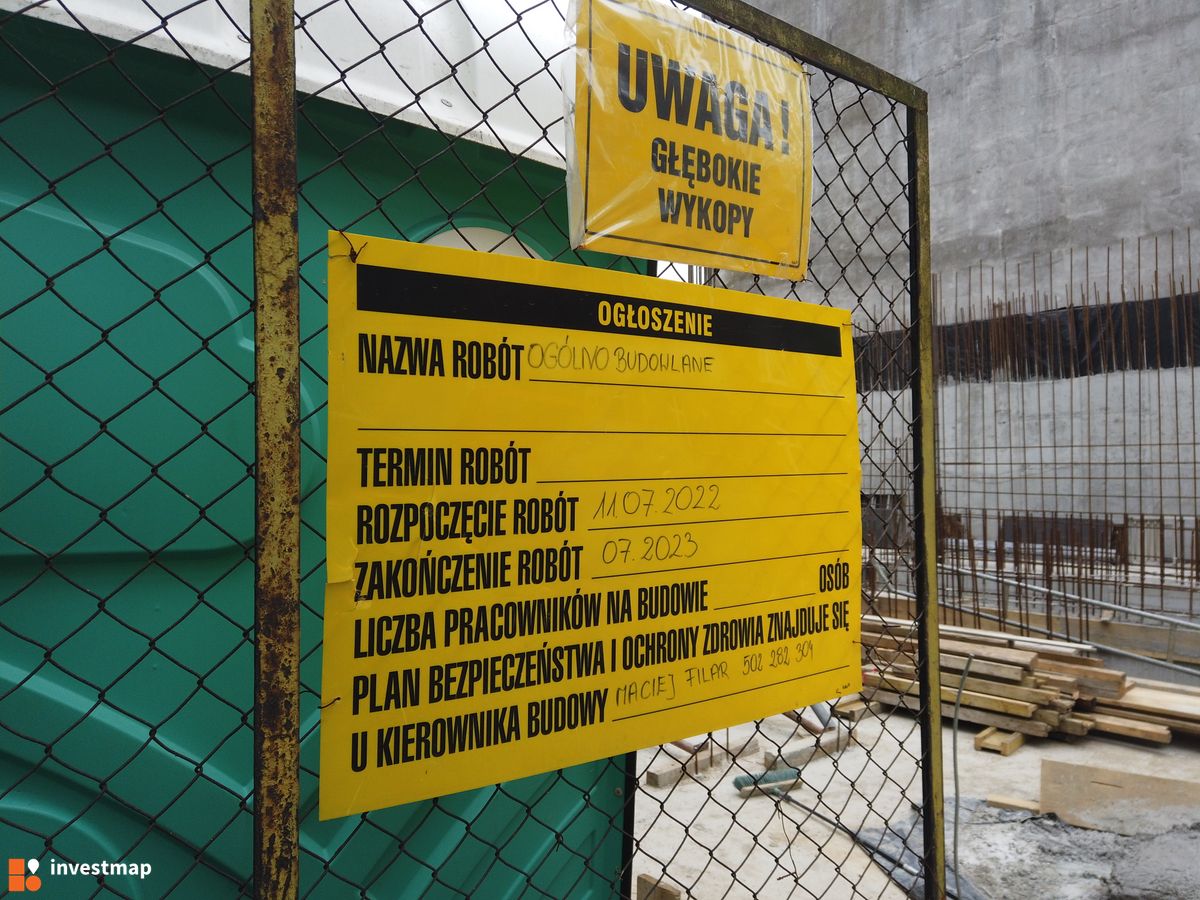 UWAGA!
GŁĘBOKIE
WYKOPY
OGŁOSZENIE
NAZWA ROBÓT OGÓLNO BUDOWLANE
TERMIN ROBÓT
ROZPOCZĘCIE ROBÓT 11.07.2022
ZAKOŃCZENIE ROBÓT 07.2023
LICZBA PRACOWNIKÓW NA BUDOWIE OSÓB
PLAN BEZPIECZEŃSTWA I OCHRONY ZDROWIA ZNAJDUJE SIĘ
U KIEROWNIKA BUDOWY MACIEJ FILAR 502 282 304
investmap